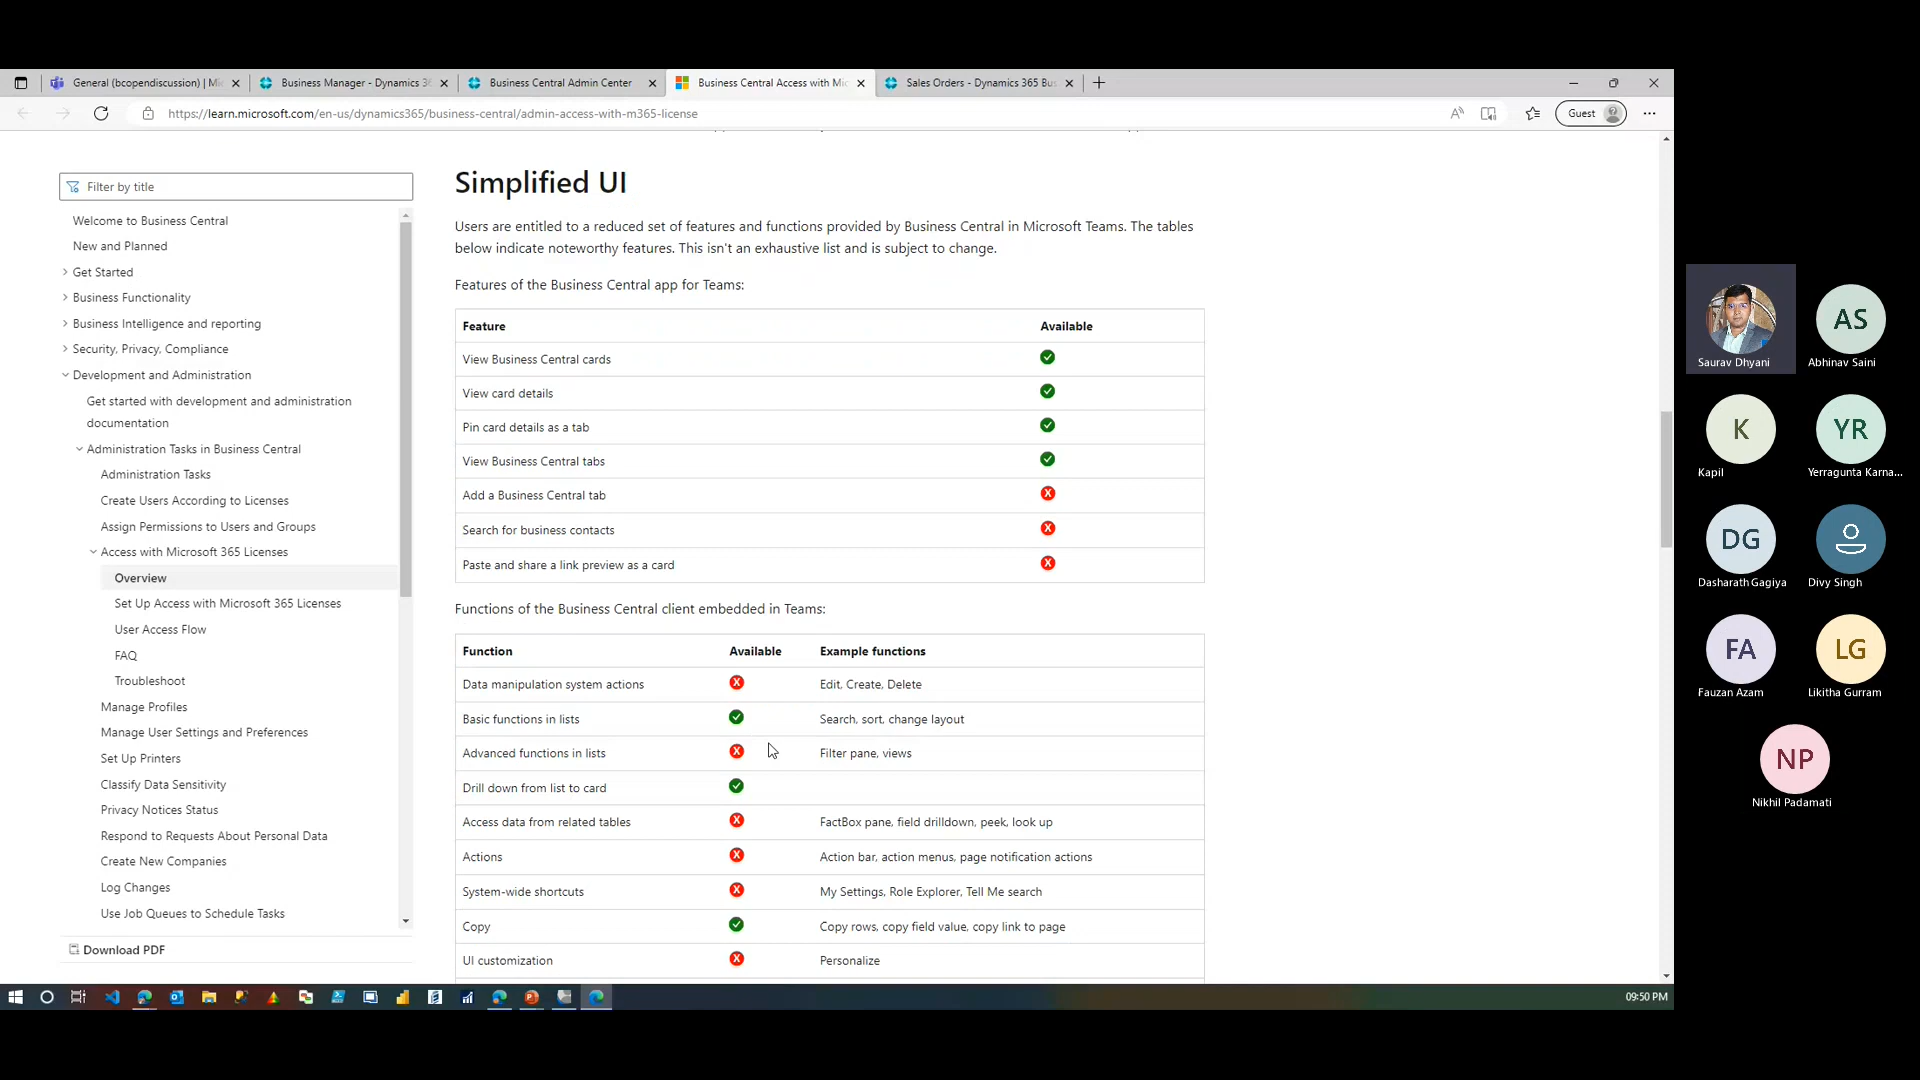 General (bcopendiscussion) | Mi
Business Manager - Dynamics 3
Business Central Admin Center
Business Central Access with Mic
Sales Orders - Dynamics 365 Bus
https://learn.microsoft.com/en-us/dynamics365/business-central/admin-access-with-m365-license
Guest
Filter by title
Welcome to Business Central
New and Planned
Get Started
Business Functionality
Business Intelligence and reporting
Security, Privacy, Compliance
Development and Administration
Get started with development and administration
documentation
Administration Tasks in Business Central
Administration Tasks
Create Users According to Licenses
Assign Permissions to Users and Groups
Access with Microsoft 365 Licenses
Overview
Set Up Access with Microsoft 365 Licenses
User Access Flow
FAQ
Troubleshoot
Manage Profiles
Manage User Settings and Preferences
Set Up Printers
Classify Data Sensitivity
Privacy Notices Status
Respond to Requests About Personal Data
Create New Companies
Log Changes
Use Job Queues to Schedule Tasks
Download PDF
Simplified UI
Users are entitled to a reduced set of features and functions provided by Business Central in Microsoft Teams. The tables
below indicate noteworthy features. This isn't an exhaustive list and is subject to change.
Features of the Business Central app for Teams:
Feature Available
View Business Central cards
View card details
Pin card details as a tab
View Business Central tabs
Add a Business Central tab
Search for business contacts
Paste and share a link preview as a card
Functions of the Business Central client embedded in Teams:
Function Available Example functions
Data manipulation system actions Edit, Create, Delete
Basic functions in lists Search, sort, change layout
Advanced functions in lists Filter pane, views
Drill down from list to card
Access data from related tables FactBox pane, field drilldown, peek, look up
Actions Action bar, action menus, page notification actions
System-wide shortcuts My Settings, Role Explorer, Tell Me search
Copy Copy rows, copy field value, copy link to page
UI customization Personalize
09:50 PM
Saurav Dhyani
AS
Abhinav Saini
K
Kapil
YR
Yerragunta Karna...
DG
Dasharath Gagiya
Divy Singh
FA
Fauzan Azam
LG
Likitha Gurram
NP
Nikhil Padamati